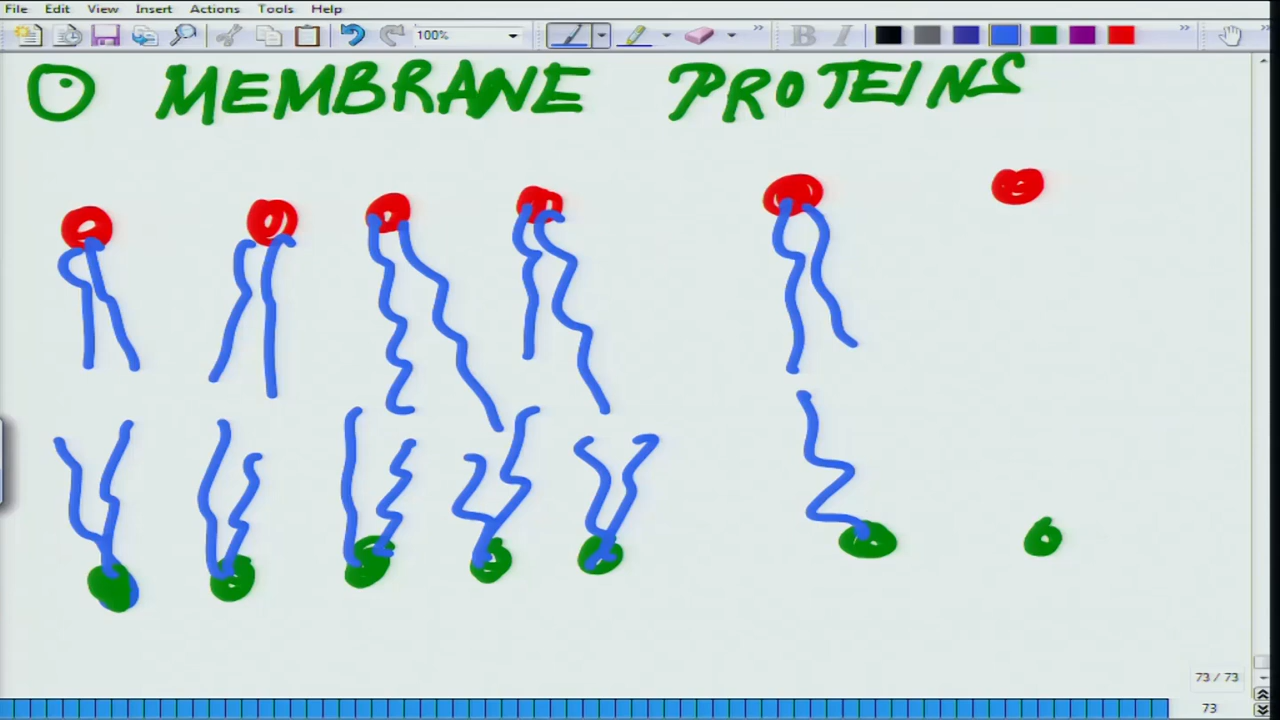 File Edit View Insert Actions Tools Help
100%
MEMBRANE PROTEINS
73 / 73
73